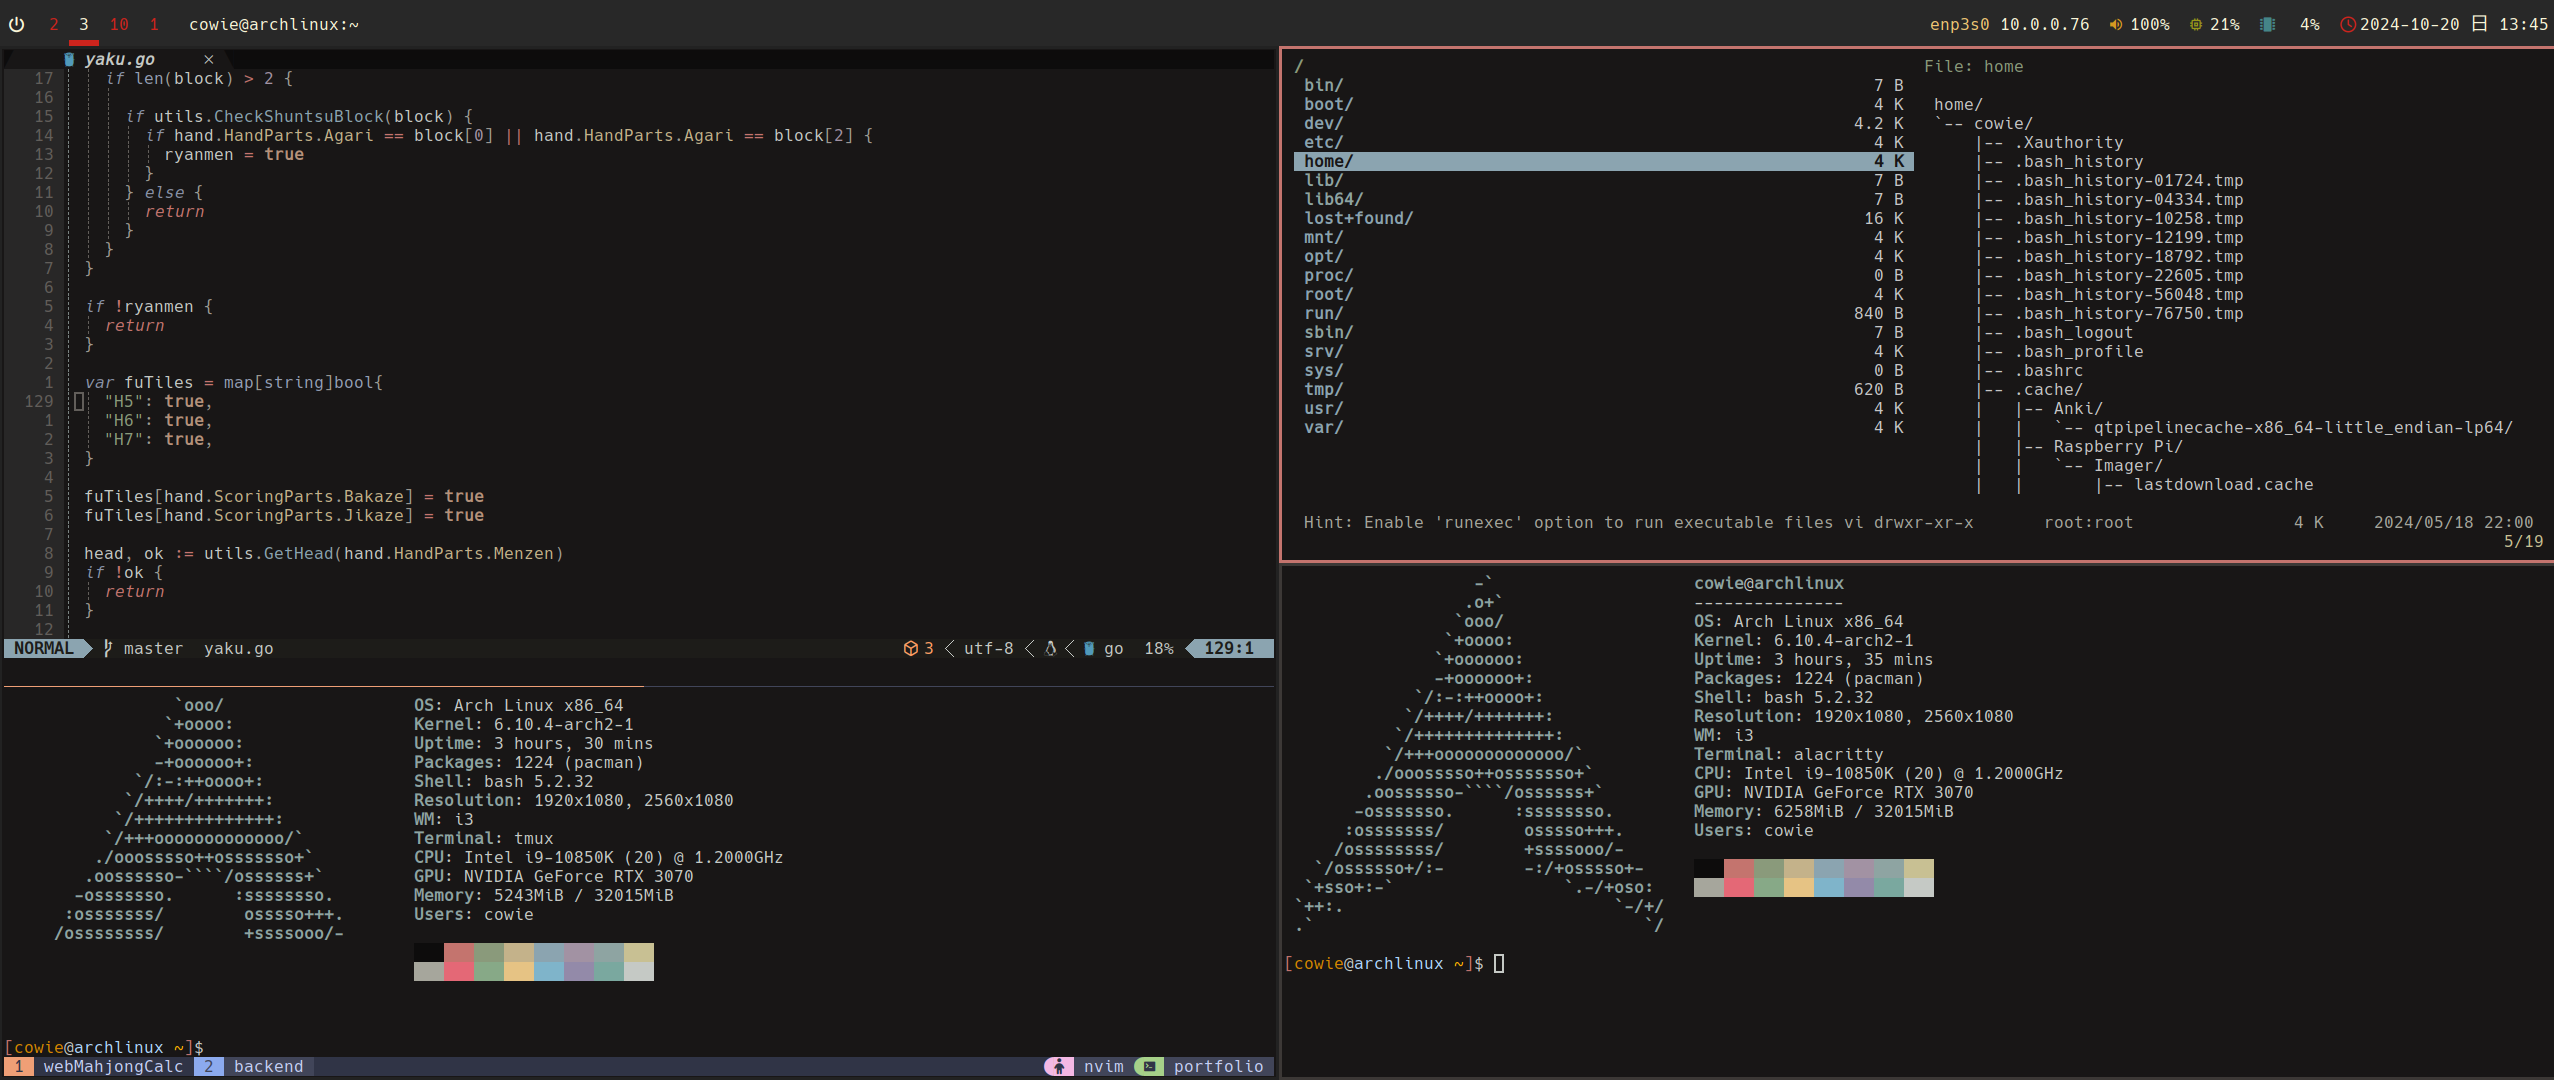 2 3 10 1 cowie@archlinux:~ enp3s0 10.0.0.76 100% 21% 4% 2024-10-20 日 13:45
yaku.go ×
17 if len(block) > 2 {
16
15 if utils.CheckShuntsuBlock(block) {
14 if hand.HandParts.Agari == block[0] || hand.HandParts.Agari == block[2] {
13 ryanmen = true
12 }
11 } else {
10 return
9 }
8 }
7 }
6
5 if !ryanmen {
4 return
3 }
2
1 var fuTiles = map[string]bool{
129 "H5": true,
1 "H6": true,
2 "H7": true,
3 }
4
5 fuTiles[hand.ScoringParts.Bakaze] = true
6 fuTiles[hand.ScoringParts.Jikaze] = true
7
8 head, ok := utils.GetHead(hand.HandParts.Menzen)
9 if !ok {
10 return
11 }
12
NORMAL master yaku.go 3 utf-8 go 18% 129:1
`ooo/ OS: Arch Linux x86_64
`+oooo: Kernel: 6.10.4-arch2-1
`+oooooo: Uptime: 3 hours, 30 mins
-+oooooo+: Packages: 1224 (pacman)
`/:-:++oooo+: Shell: bash 5.2.32
`/++++/+++++++: Resolution: 1920x1080, 2560x1080
`/++++++++++++++: WM: i3
`/+++ooooooooooooo/` Terminal: tmux
./ooosssso++osssssso+` CPU: Intel i9-10850K (20) @ 1.2000GHz
.oossssso-````/ossssss+` GPU: NVIDIA GeForce RTX 3070
-osssssso. :ssssssso. Memory: 5243MiB / 32015MiB
:osssssss/ osssso+++. Users: cowie
/ossssssss/ +ssssooo/-
[cowie@archlinux ~]$
1 webMahjongCalc 2 backend nvim portfolio
/
bin/ 7 B
boot/ 4 K
dev/ 4.2 K
etc/ 4 K
home/ 4 K
lib/ 7 B
lib64/ 7 B
lost+found/ 16 K
mnt/ 4 K
opt/ 4 K
proc/ 0 B
root/ 4 K
run/ 840 B
sbin/ 7 B
srv/ 4 K
sys/ 0 B
tmp/ 620 B
usr/ 4 K
var/ 4 K
File: home
home/
`-- cowie/
|-- .Xauthority
|-- .bash_history
|-- .bash_history-01724.tmp
|-- .bash_history-04334.tmp
|-- .bash_history-10258.tmp
|-- .bash_history-12199.tmp
|-- .bash_history-18792.tmp
|-- .bash_history-22605.tmp
|-- .bash_history-56048.tmp
|-- .bash_history-76750.tmp
|-- .bash_logout
|-- .bash_profile
|-- .bashrc
|-- .cache/
| |-- Anki/
| | `-- qtpipelinecache-x86_64-little_endian-lp64/
| |-- Raspberry Pi/
| | `-- Imager/
| | |-- lastdownload.cache
Hint: Enable 'runexec' option to run executable files vi drwxr-xr-x root:root 4 K 2024/05/18 22:00
5/19
-` cowie@archlinux
.o+` ---------------
`ooo/ OS: Arch Linux x86_64
`+oooo: Kernel: 6.10.4-arch2-1
`+oooooo: Uptime: 3 hours, 35 mins
-+oooooo+: Packages: 1224 (pacman)
`/:-:++oooo+: Shell: bash 5.2.32
`/++++/+++++++: Resolution: 1920x1080, 2560x1080
`/++++++++++++++: WM: i3
`/+++ooooooooooooo/` Terminal: alacritty
./ooosssso++osssssso+` CPU: Intel i9-10850K (20) @ 1.2000GHz
.oossssso-````/ossssss+` GPU: NVIDIA GeForce RTX 3070
-osssssso. :ssssssso. Memory: 6258MiB / 32015MiB
:osssssss/ osssso+++. Users: cowie
/ossssssss/ +ssssooo/-
`/ossssso+/:- -:/+osssso+-
`+sso+:-` `.-/+oso:
`++:. `-/+/
.` `/
[cowie@archlinux ~]$